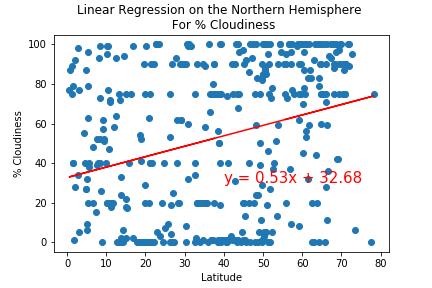 Linear Regression on the Northern Hemisphere
For % Cloudiness
100
80
60
40
20
0
% Cloudiness
y = 0.53x + 32.68
0 10 20 30 40 50 60 70 80
Latitude